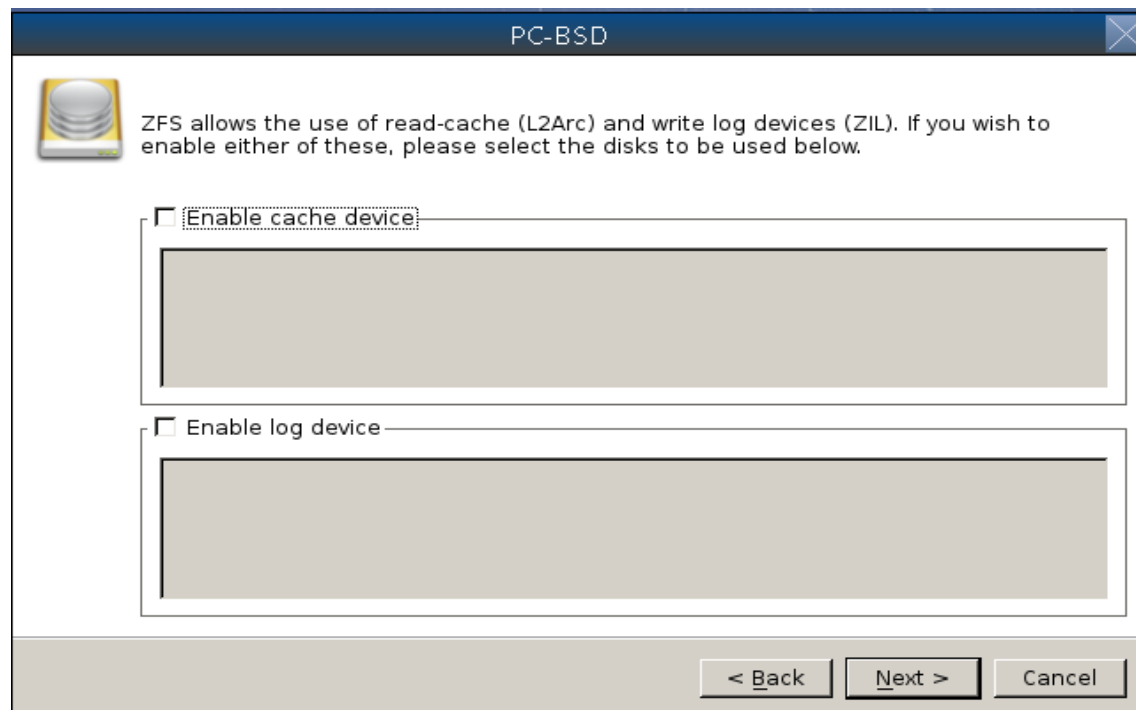 PC-BSD
ZFS allows the use of read-cache (L2Arc) and write log devices (ZIL). If you wish to
enable either of these, please select the disks to be used below.
Enable cache device
Enable log device
< Back
Next >
Cancel